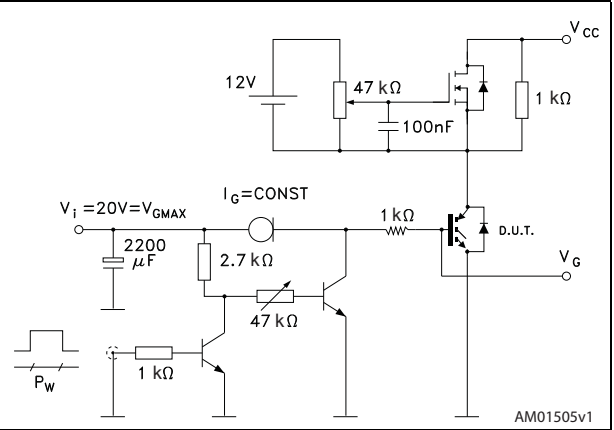 V CC
12V
47 kΩ
1 kΩ
100nF
I G=CONST
V i =20V=V GMAX
1 kΩ
D.U.T.
2200
μF
2.7 kΩ
V G
47 kΩ
1 kΩ
P W
AM01505v1